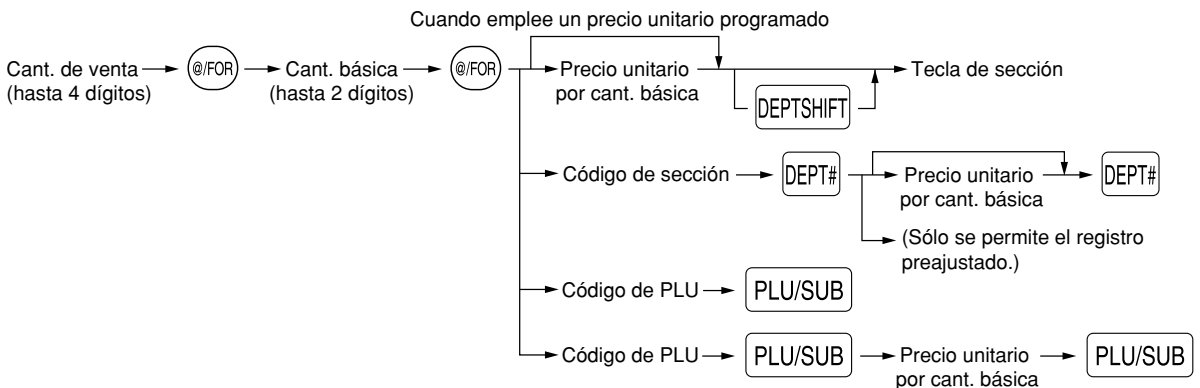 Cuando emplee un precio unitario programado
Cant. de venta
(hasta 4 dígitos)
@/FOR
Cant. básica
(hasta 2 dígitos)
@/FOR
Precio unitario
por cant. básica
DEPTSHIFT
Tecla de sección
Código de sección
DEPT#
Precio unitario
por cant. básica
DEPT#
(Sólo se permite el registro
preajustado.)
Código de PLU
PLU/SUB
Código de PLU
PLU/SUB
Precio unitario
por cant. básica
PLU/SUB